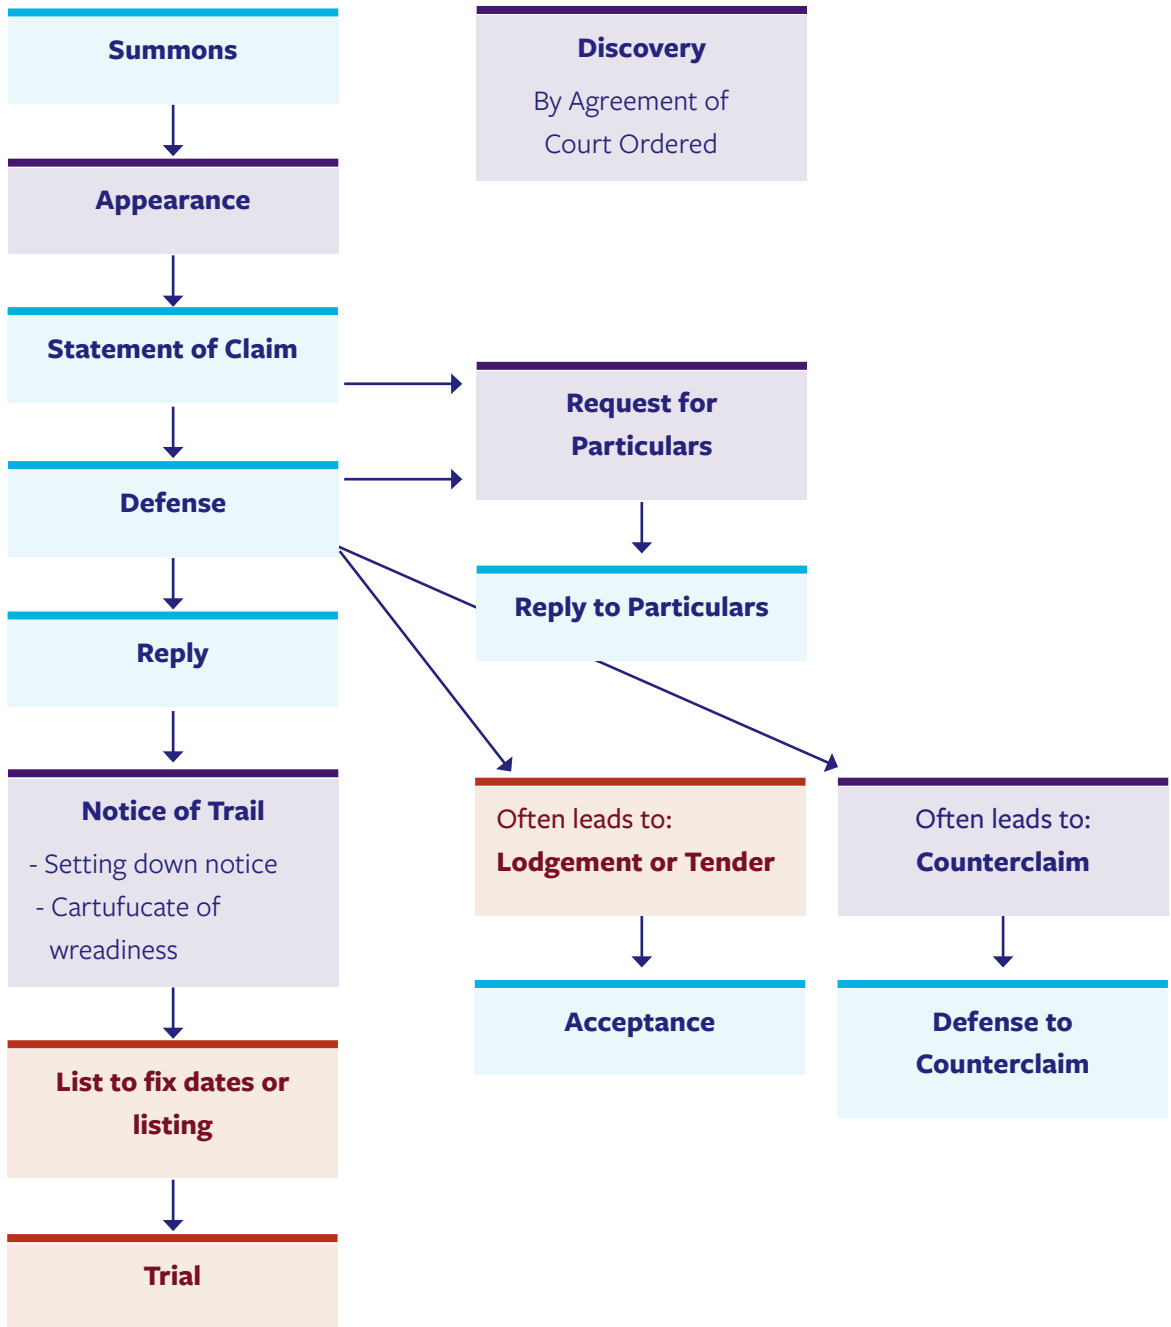 Summons
Discovery
By Agreement of
Court Ordered
Appearance
Statement of Claim
Request for
Particulars
Defense
Reply to Particulars
Reply
Notice of Trail
- Setting down notice
- Cartufucate of
wreadiness
Often leads to:
Lodgement or Tender
Often leads to:
Counterclaim
Acceptance
Defense to
Counterclaim
List to fix dates or
listing
Trial